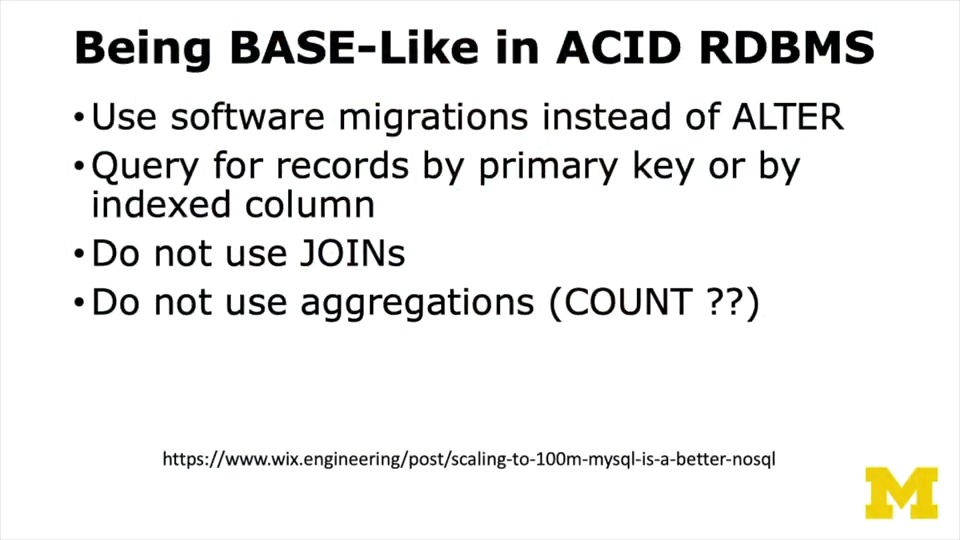 Being BASE-Like in ACID RDBMS
• Use software migrations instead of ALTER
• Query for records by primary key or by
indexed column
• Do not use JOINs
• Do not use aggregations (COUNT ??)
https://www.wix.engineering/post/scaling-to-100m-mysql-is-a-better-nosql
M